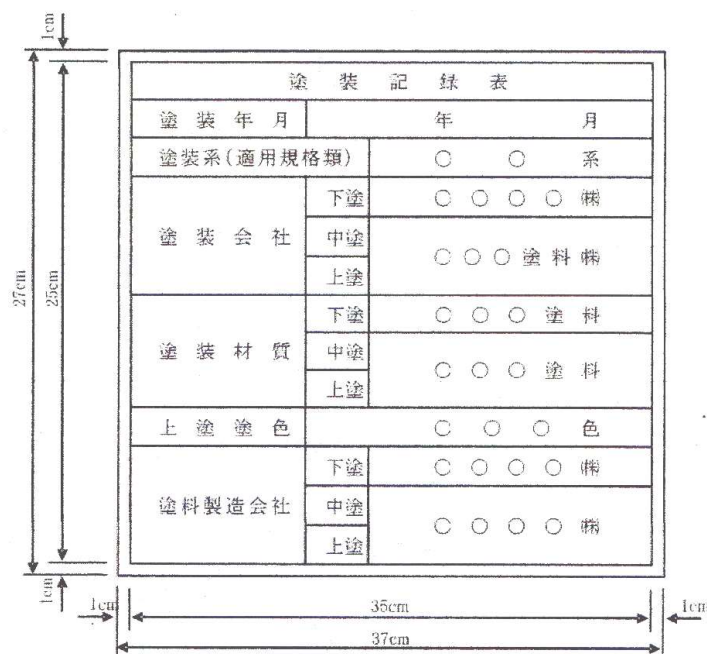 1cm
塗装記録表
塗装年月 年 月
塗装系(適用規格類) ○ ○ 系
塗装会社 下塗 ○○○○㈱
中塗 ○○○塗料㈱
上塗
塗装材質 下塗 ○○○塗料
中塗 ○○○塗料
上塗
上塗塗色 ○○○色
塗料製造会社 下塗 ○○○○㈱
中塗 ○○○○㈱
上塗
27cm
25cm
1cm
1cm
35cm
1cm
37cm